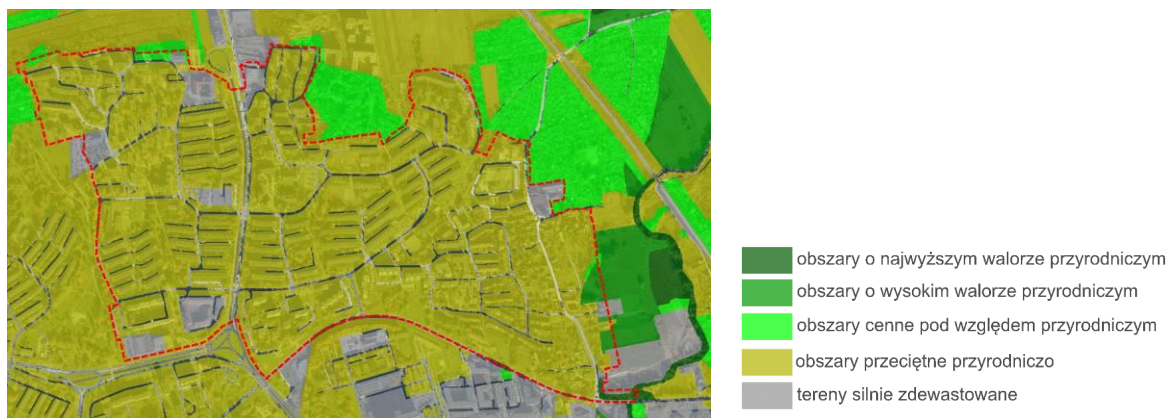 obszary o najwyższym walorze przyrodniczym
obszary o wysokim walorze przyrodniczym
obszary cenne pod względem przyrodniczym
obszary przeciętne przyrodniczo
tereny silnie zdewastowane